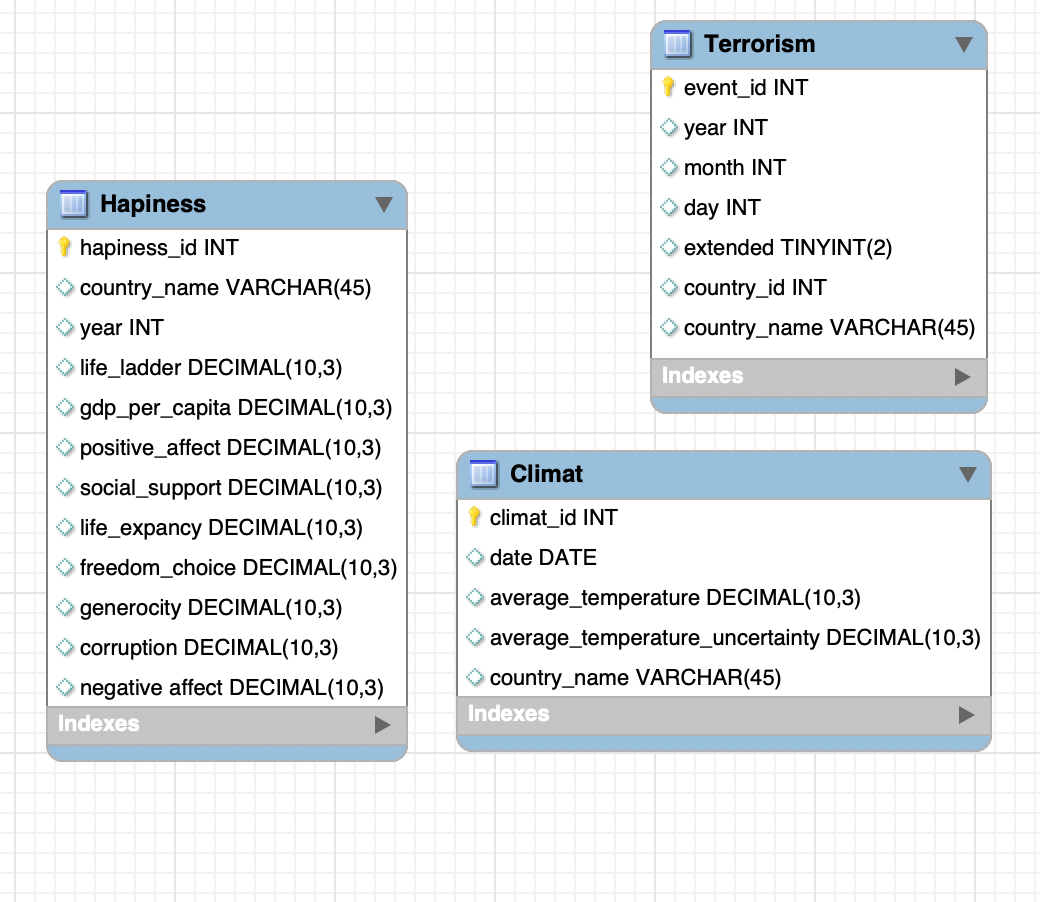 Terrorism
event_id INT
year INT
month INT
day INT
extended TINYINT(2)
country_id INT
country_name VARCHAR(45)
Indexes
Hapiness
hapiness_id INT
country_name VARCHAR(45)
year INT
life_ladder DECIMAL(10,3)
gdp_per_capita DECIMAL(10,3)
positive_affect DECIMAL(10,3)
social_support DECIMAL(10,3)
life_expancy DECIMAL(10,3)
freedom_choice DECIMAL(10,3)
generocity DECIMAL(10,3)
corruption DECIMAL(10,3)
negative affect DECIMAL(10,3)
Indexes
Climat
climat_id INT
date DATE
average_temperature DECIMAL(10,3)
average_temperature_uncertainty DECIMAL(10,3)
country_name VARCHAR(45)
Indexes